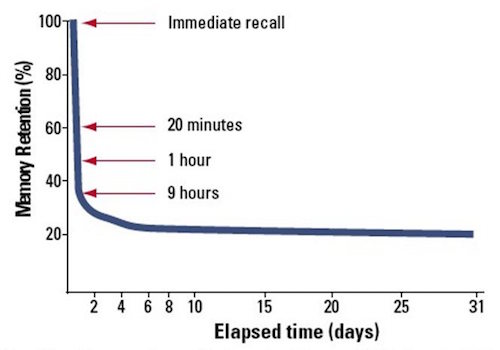 Memory Retention (%)
100
80
60
40
20
Immediate recall
20 minutes
1 hour
9 hours
2 4 6 8 10 15 20 25 31
Elapsed time (days)